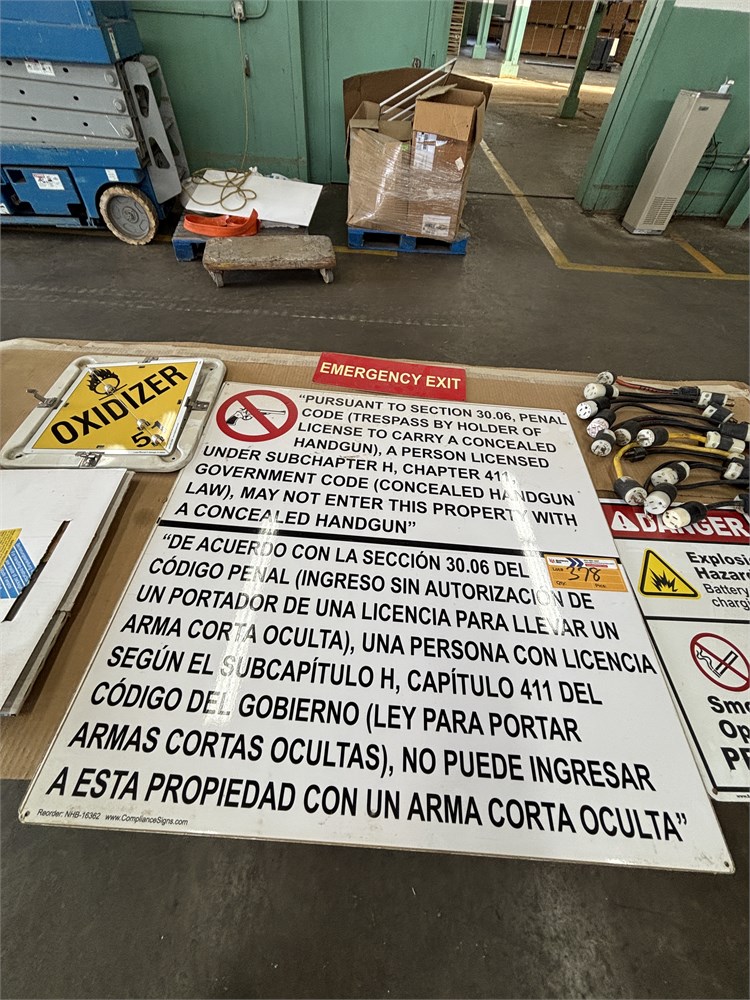 EMERGENCY EXIT
OXIDIZER
5.1
"PURSUANT TO SECTION 30.06, PENAL
CODE (TRESPASS BY HOLDER OF
LICENSE TO CARRY A CONCEALED
HANDGUN), A PERSON LICENSED
UNDER SUBCHAPTER H, CHAPTER 411,
GOVERNMENT CODE (CONCEALED HANDGUN
LAW), MAY NOT ENTER THIS PROPERTY WITH
A CONCEALED HANDGUN"
"DE ACUERDO CON LA SECCIÓN 30.06 DEL
CÓDIGO PENAL (INGRESO SIN AUTORIZACIÓN DE
UN PORTADOR DE UNA LICENCIA PARA LLEVAR UN
ARMA CORTA OCULTA), UNA PERSONA CON LICENCIA
SEGÚN EL SUBCAPÍTULO H, CAPÍTULO 411 DEL
CÓDIGO DEL GOBIERNO (LEY PARA PORTAR
ARMAS CORTAS OCULTAS), NO PUEDE INGRESAR
A ESTA PROPIEDAD CON UN ARMA CORTA OCULTA"
Reorder: NHB-16362 www.ComplianceSigns.com
378
DANGER
Explosi
Hazar
Battery
charg
Smo
Op